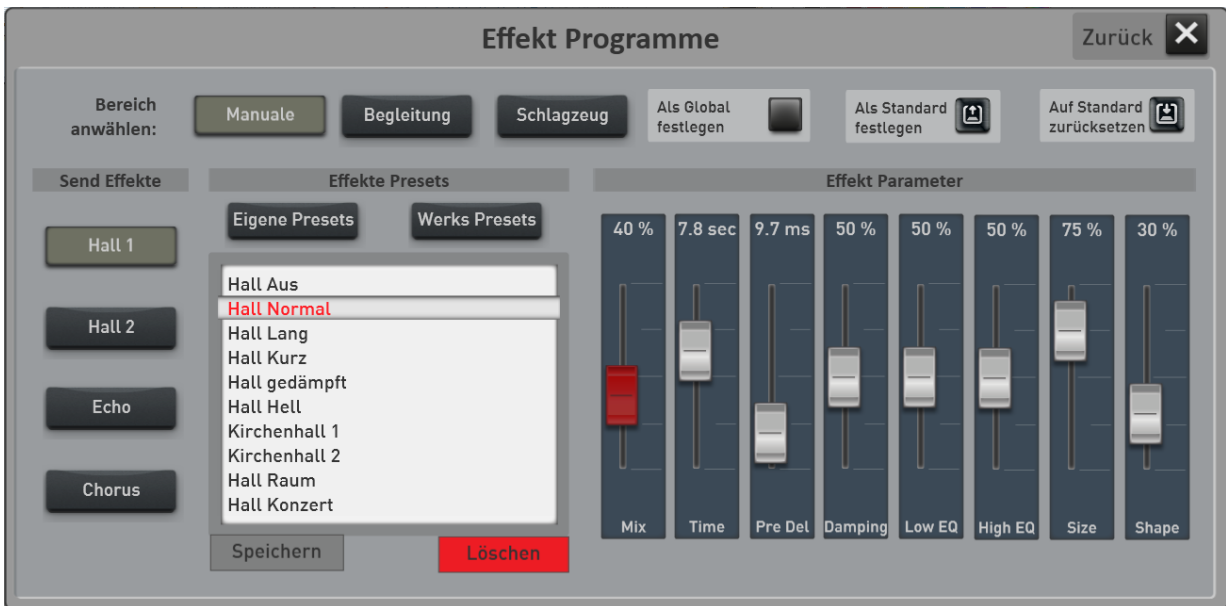 Effekt Programme
Zurück
Bereich
anwählen:
Manuale
Begleitung
Schlagzeug
Als Global
festlegen
Als Standard
festlegen
Auf Standard
zurücksetzen
Send Effekte
Effekte Presets
Effekt Parameter
Hall 1
Hall 2
Echo
Chorus
Eigene Presets
Werks Presets
Hall Aus
Hall Normal
Hall Lang
Hall Kurz
Hall gedämpft
Hall Hell
Kirchenhall 1
Kirchenhall 2
Hall Raum
Hall Konzert
Speichern
Löschen
40 %
7.8 sec
9.7 ms
50 %
50 %
50 %
75 %
30 %
Mix
Time
Pre Del
Damping
Low EQ
High EQ
Size
Shape